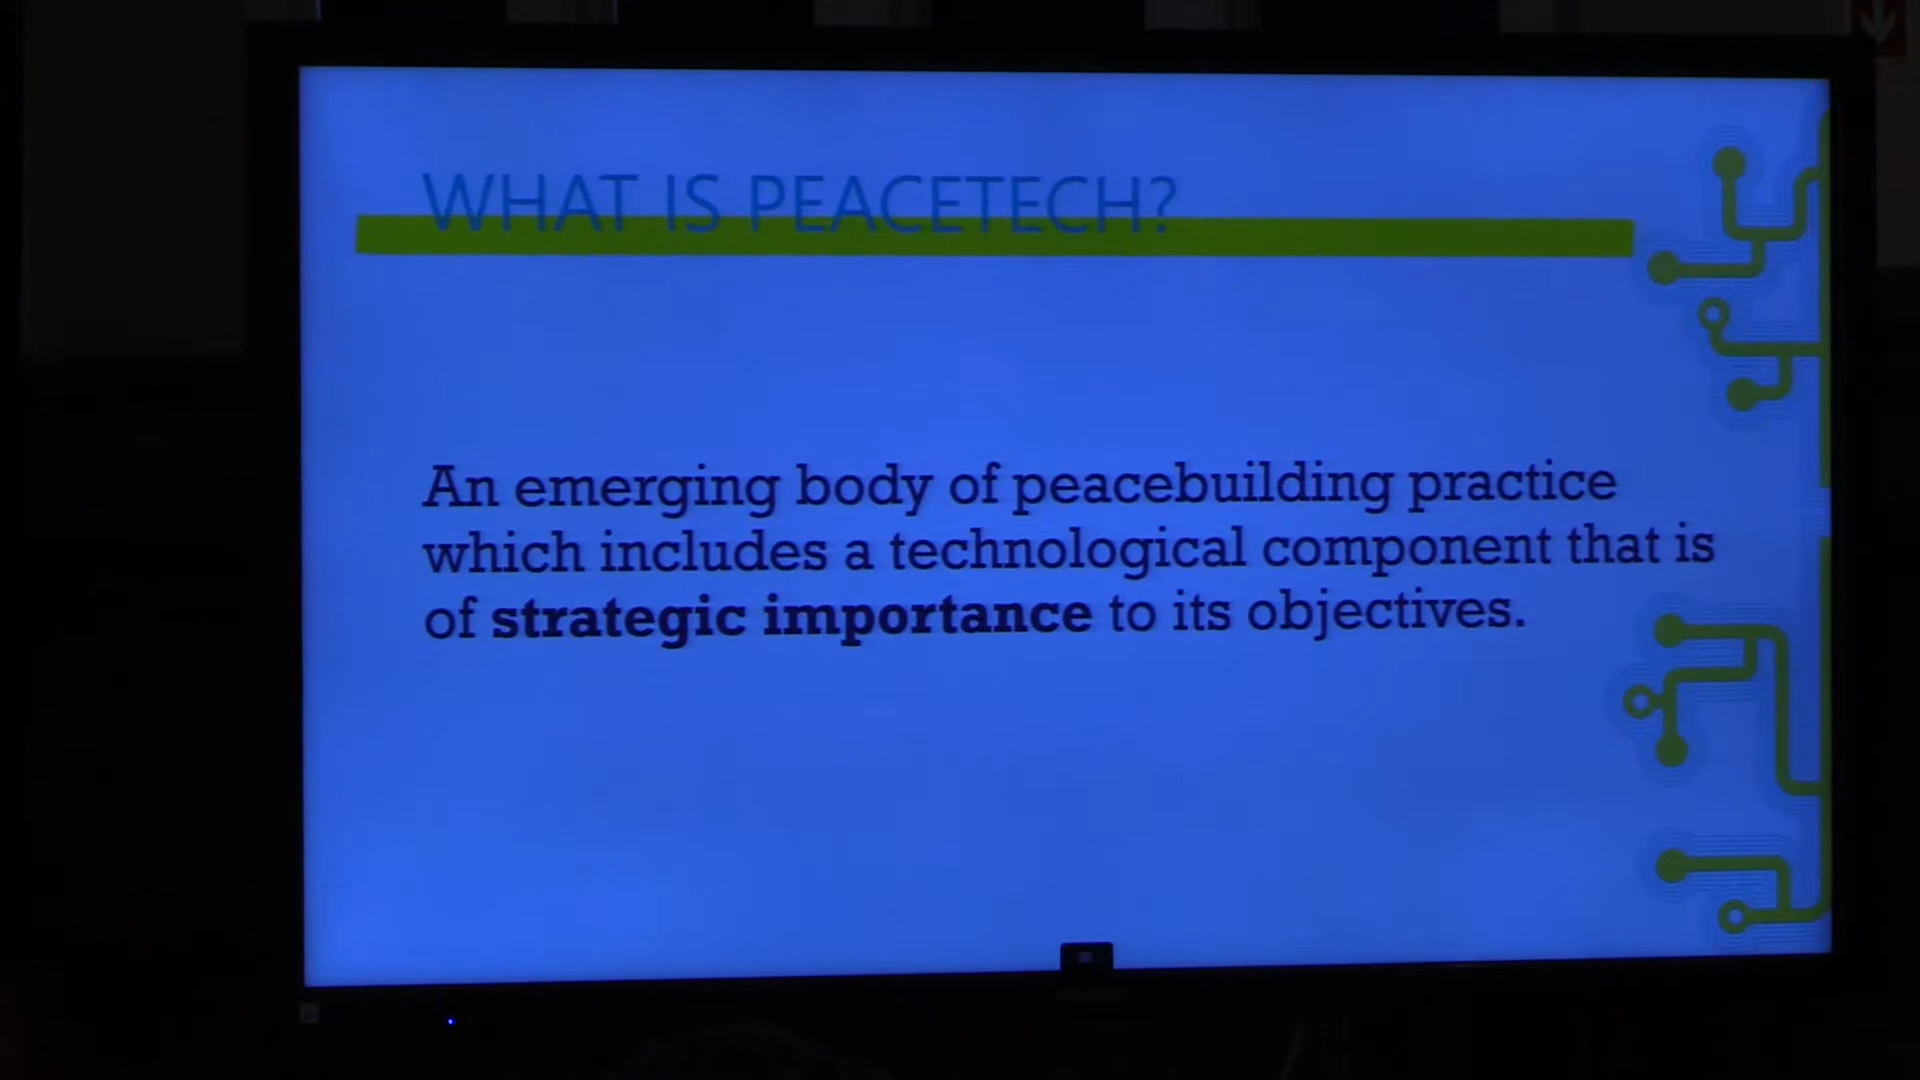 WHAT IS PEACETECH?
An emerging body of peacebuilding practice
which includes a technological component that is
of strategic importance to its objectives.